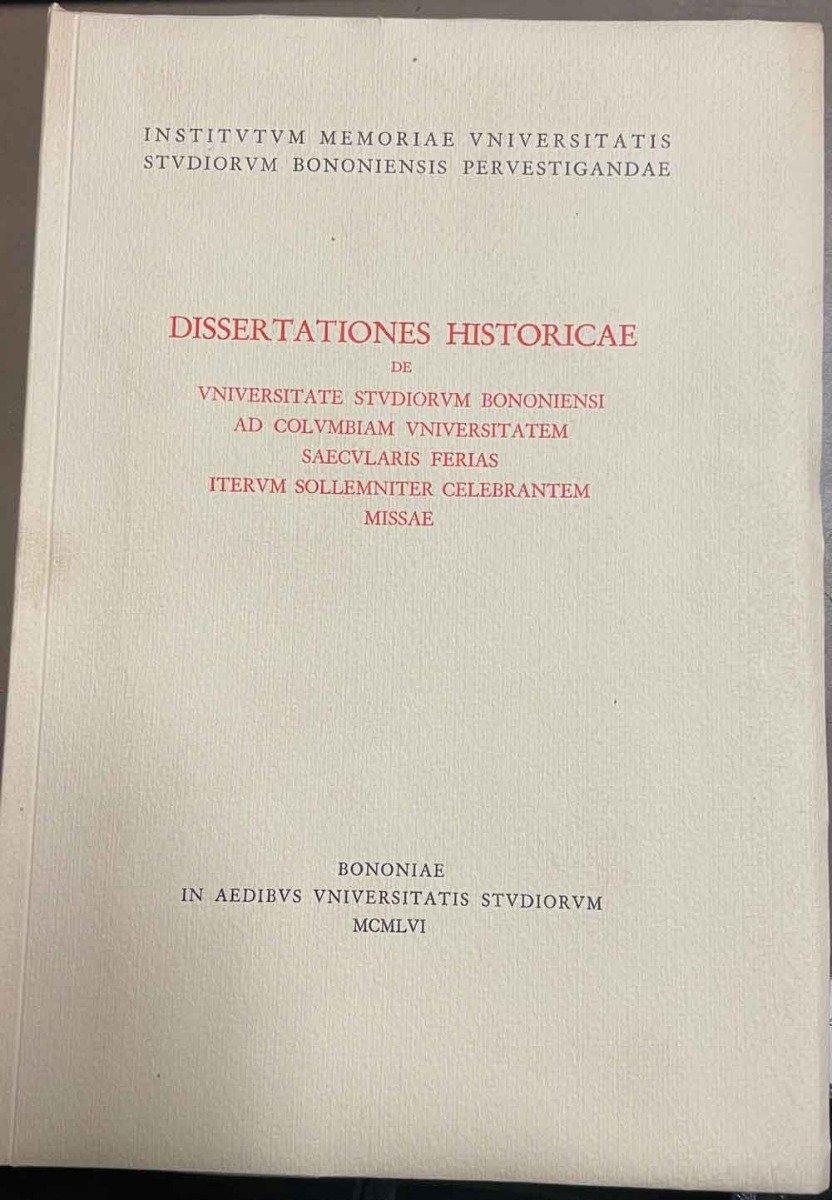 INSTITVTVM MEMORIAE VNIVERSITATIS
STVDIORVM BONONIENSIS PERVESTIGANDAE
DISSERTATIONES HISTORICAE
DE
VNIVERSITATE STVDIORVM BONONIENSI
AD COLVMBIAM VNIVERSITATEM
SAECVLARIS FERIAS
ITERVM SOLLEMNITER CELEBRANTEM
MISSAE
BONONIAE
IN AEDIBVS VNIVERSITATIS STVDIORVM
MCMLVI